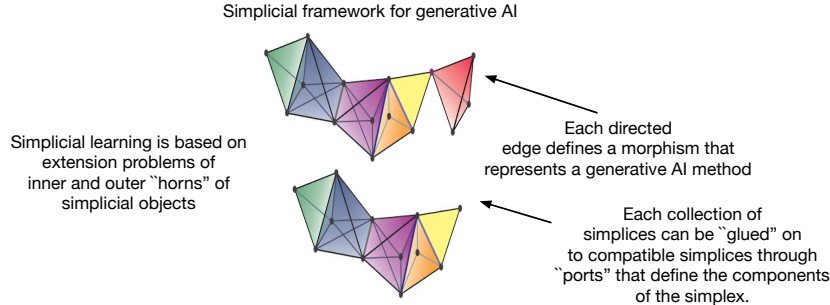 Simplicial framework for generative AI
Simplicial learning is based on
extension problems of
inner and outer ``horns” of
simplicial objects
Each directed
edge defines a morphism that
represents a generative AI method
Each collection of
simplices can be ``glued” on
to compatible simplices through
``ports” that define the components
of the simplex.